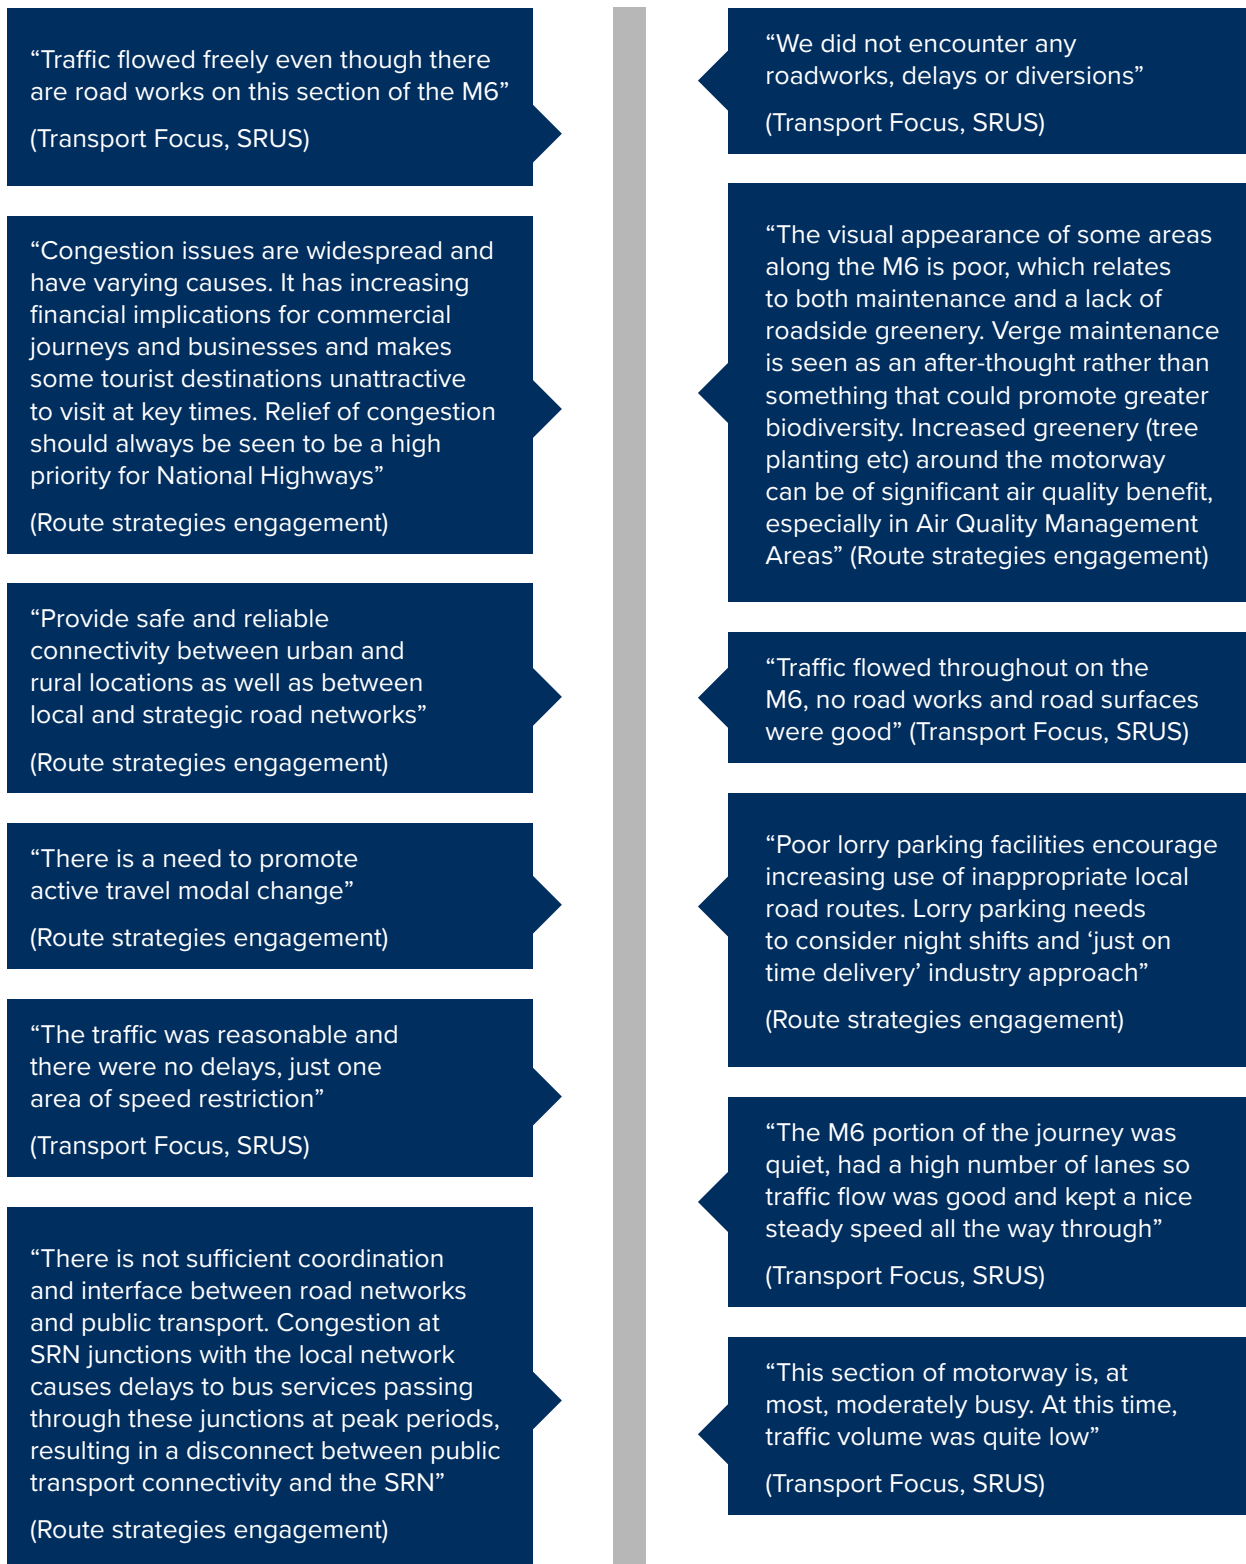 “Traffic flowed freely even though there
are road works on this section of the M6”
(Transport Focus, SRUS)
“Congestion issues are widespread and
have varying causes. It has increasing
financial implications for commercial
journeys and businesses and makes
some tourist destinations unattractive
to visit at key times. Relief of congestion
should always be seen to be a high
priority for National Highways”
(Route strategies engagement)
“Provide safe and reliable
connectivity between urban and
rural locations as well as between
local and strategic road networks”
(Route strategies engagement)
“There is a need to promote
active travel modal change”
(Route strategies engagement)
“The traffic was reasonable and
there were no delays, just one
area of speed restriction”
(Transport Focus, SRUS)
“There is not sufficient coordination
and interface between road networks
and public transport. Congestion at
SRN junctions with the local network
causes delays to bus services passing
through these junctions at peak periods,
resulting in a disconnect between public
transport connectivity and the SRN”
(Route strategies engagement)
“We did not encounter any
roadworks, delays or diversions”
(Transport Focus, SRUS)
“The visual appearance of some areas
along the M6 is poor, which relates
to both maintenance and a lack of
roadside greenery. Verge maintenance
is seen as an after-thought rather than
something that could promote greater
biodiversity. Increased greenery (tree
planting etc) around the motorway
can be of significant air quality benefit,
especially in Air Quality Management
Areas” (Route strategies engagement)
“Traffic flowed throughout on the
M6, no road works and road surfaces
were good” (Transport Focus, SRUS)
“Poor lorry parking facilities encourage
increasing use of inappropriate local
road routes. Lorry parking needs
to consider night shifts and ‘just on
time delivery’ industry approach”
(Route strategies engagement)
“The M6 portion of the journey was
quiet, had a high number of lanes so
traffic flow was good and kept a nice
steady speed all the way through”
(Transport Focus, SRUS)
“This section of motorway is, at
most, moderately busy. At this time,
traffic volume was quite low”
(Transport Focus, SRUS)